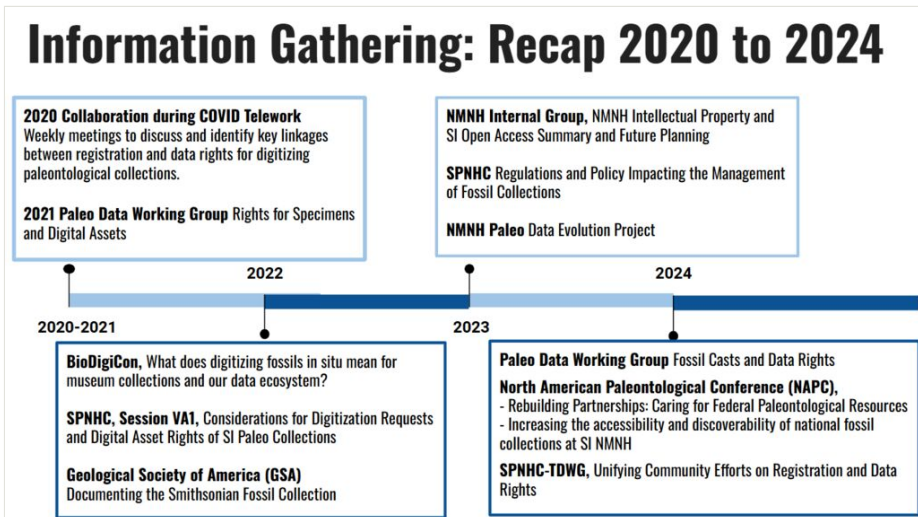 Information Gathering: Recap 2020 to 2024
2020 Collaboration during COVID Telework
Weekly meetings to discuss and identify key linkages
between registration and data rights for digitizing
paleontological collections.
2021 Paleo Data Working Group Rights for Specimens
and Digital Assets
NMNH Internal Group, NMNH Intellectual Property and
SI Open Access Summary and Future Planning
SPNHC Regulations and Policy Impacting the Management
of Fossil Collections
NMNH Paleo Data Evolution Project
2022
2024
2020-2021
2023
BioDigiCon, What does digitizing fossils in situ mean for
museum collections and our data ecosystem?
SPNHC, Session VA1, Considerations for Digitization Requests
and Digital Asset Rights of SI Paleo Collections
Geological Society of America (GSA)
Documenting the Smithsonian Fossil Collection
Paleo Data Working Group Fossil Casts and Data Rights
North American Paleontological Conference (NAPC),
- Rebuilding Partnerships: Caring for Federal Paleontological Resources
- Increasing the accessibility and discoverability of national fossil
collections at SI NMNH
SPNHC-TDWG, Unifying Community Efforts on Registration and Data
Rights